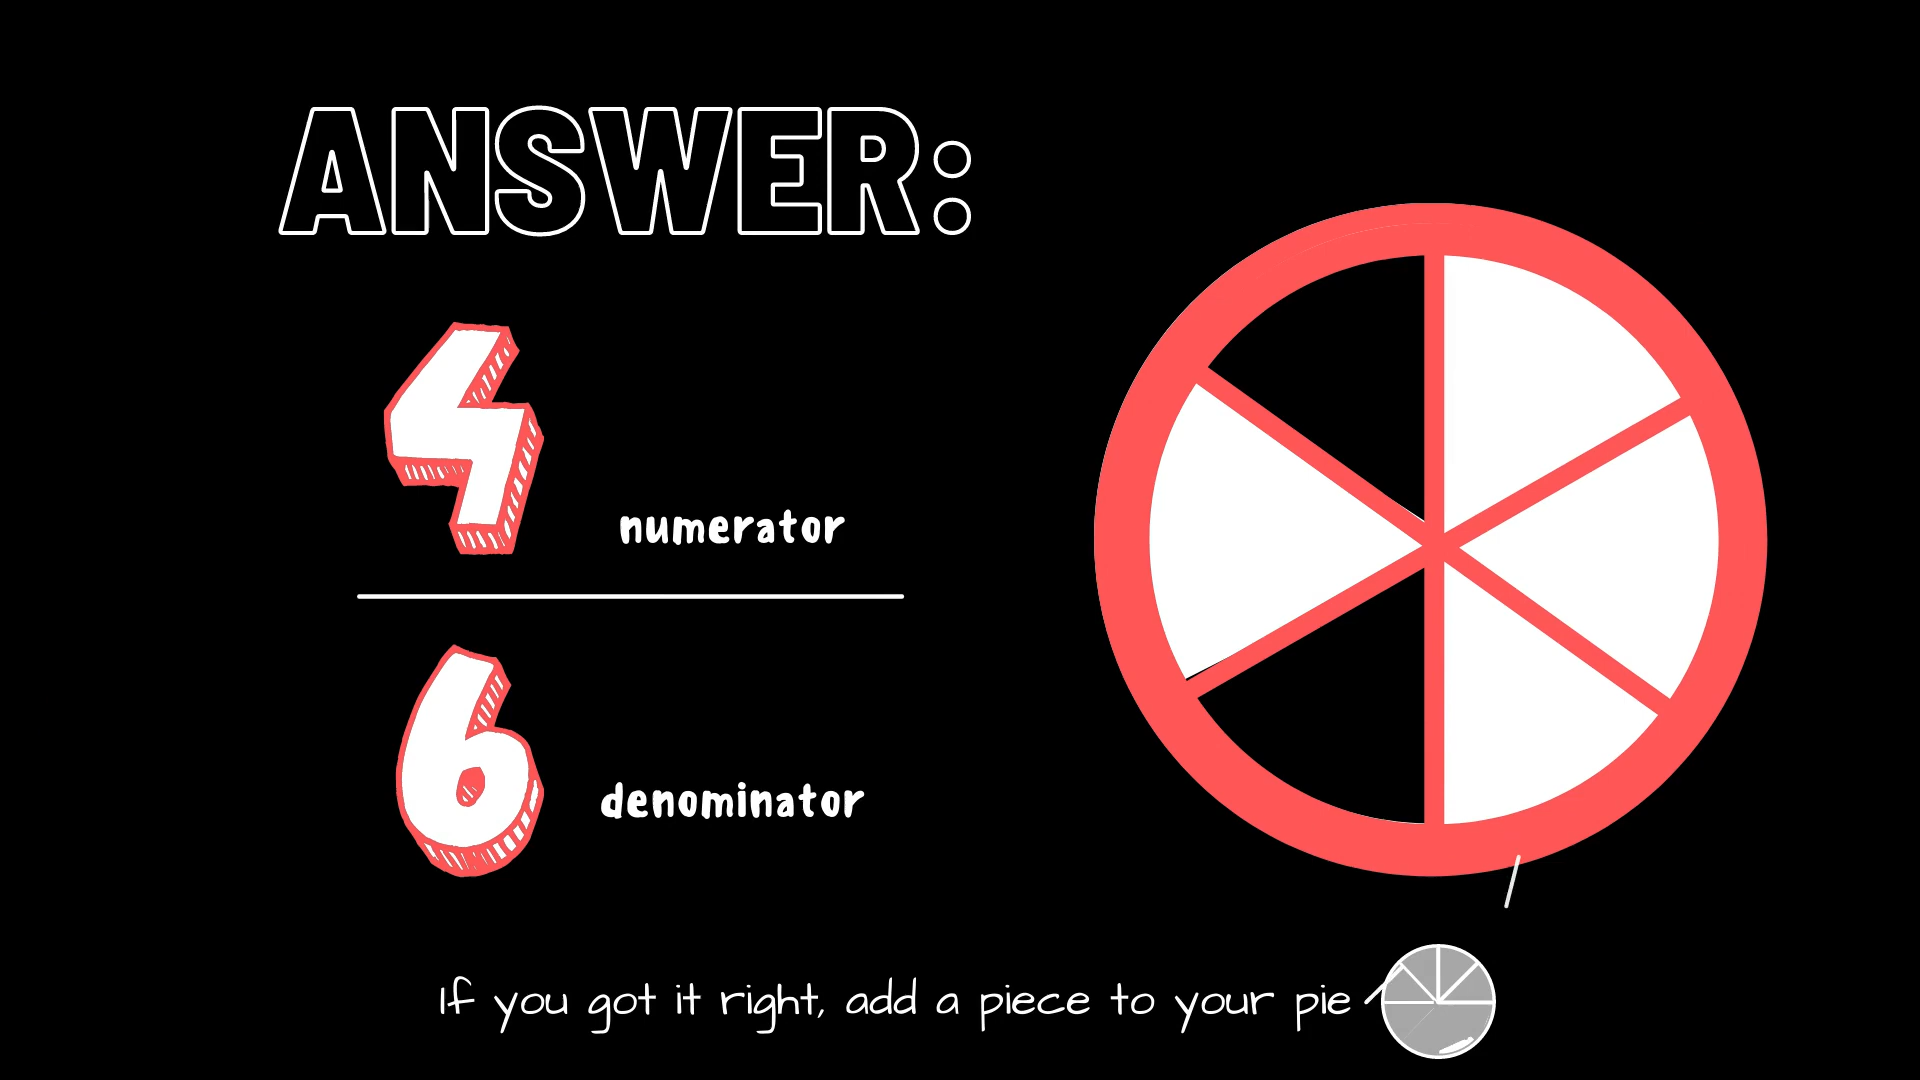 ANSWER:
4
numerator
6
denominator
If you got it right, add a piece to your pie